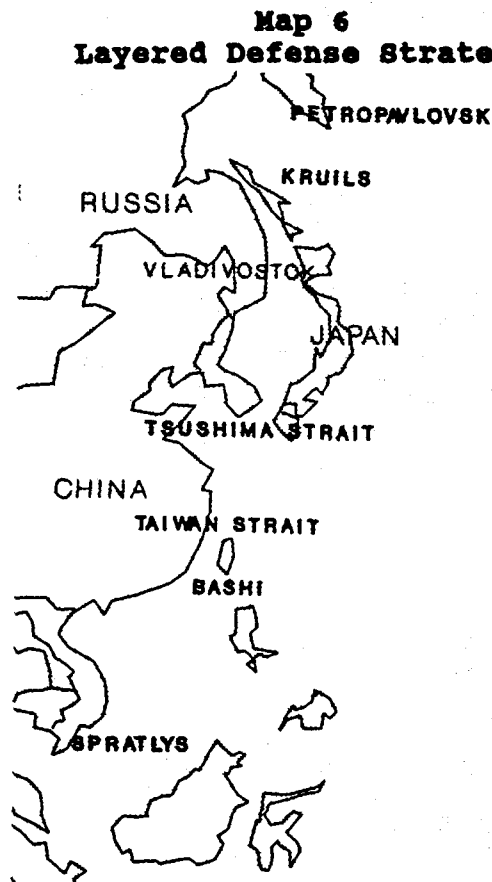 Map 6
Layered Defense Strate
PETROPAVLOVSK
KRUILS
RUSSIA
VLADIVOSTOK
JAPAN
TSUSHIMA STRAIT
CHINA
TAIWAN STRAIT
BASHI
SPRATLYS